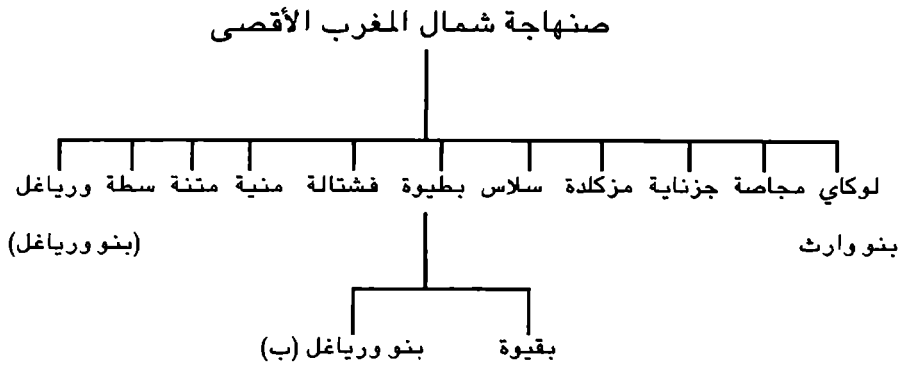 صنهاجة شمال المغرب الأقصى
لوكاي مجاصة جزناية مزكلدة سلاس بطيوة فشتالة منية متنة سطة ورياغل
بنو وارث (بنو ورياغل)
بقيوة بنو ورياغل (ب)